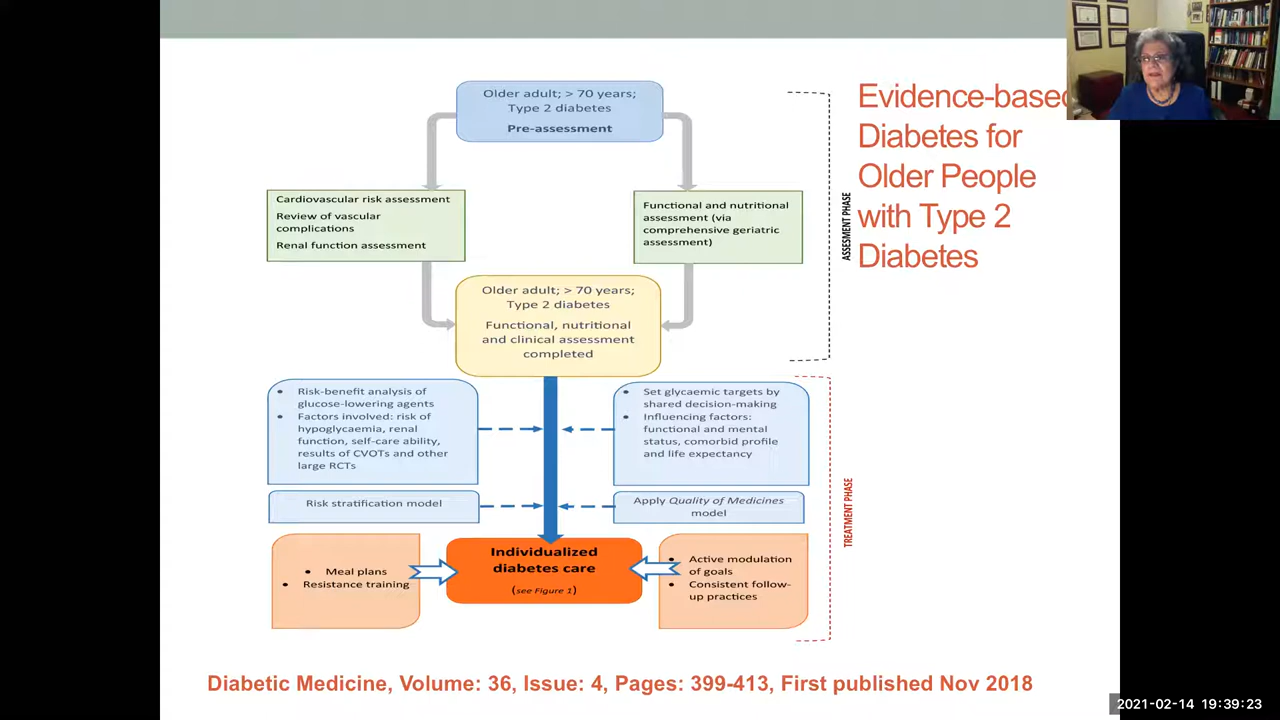 Evidence-based
Diabetes for
Older People
with Type 2
Diabetes
Older adult; > 70 years;
Type 2 diabetes
Pre-assessment
Cardiovascular risk assessment
Review of vascular
complications
Renal function assessment
Functional and nutritional
assessment (via
comprehensive geriatric
assessment)
ASSESMENT PHASE
Older adult; > 70 years;
Type 2 diabetes
Functional, nutritional
and clinical assessment
completed
• Risk-benefit analysis of
glucose-lowering agents
• Factors involved: risk of
hypoglycaemia, renal
function, self-care ability,
results of CVOTs and other
large RCTs
• Set glycaemic targets by
shared decision-making
• Influencing factors:
functional and mental
status, comorbid profile
and life expectancy
Risk stratification model
Apply Quality of Medicines
model
TREATMENT PHASE
• Meal plans
• Resistance training
Individualized
diabetes care
(see Figure 1)
• Active modulation
of goals
• Consistent follow-
up practices
Diabetic Medicine, Volume: 36, Issue: 4, Pages: 399-413, First published Nov 2018
2021-02-14 19:39:23